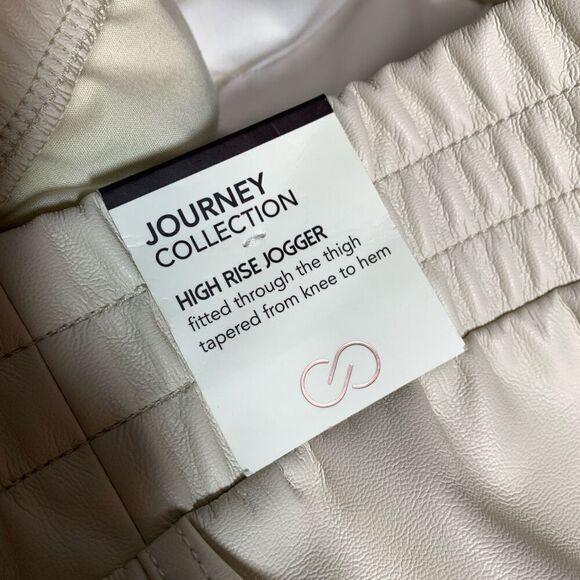 JOURNEY
COLLECTION
HIGH RISE JOGGER
fitted through the thigh
tapered from knee to hem